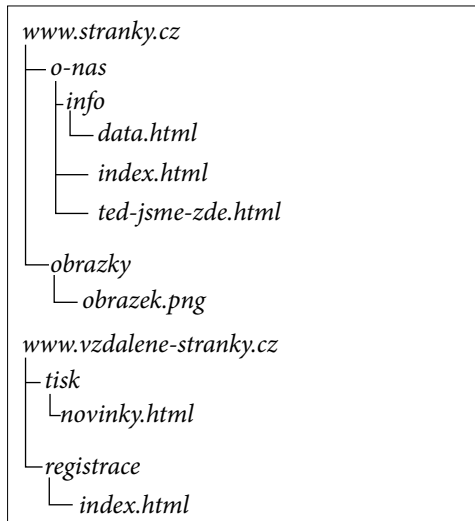 www.stranky.cz
o-nas
info
data.html
index.html
ted-jsme-zde.html
obrazky
obrazek.png
www.vzdalene-stranky.cz
tisk
novinky.html
registrace
index.html